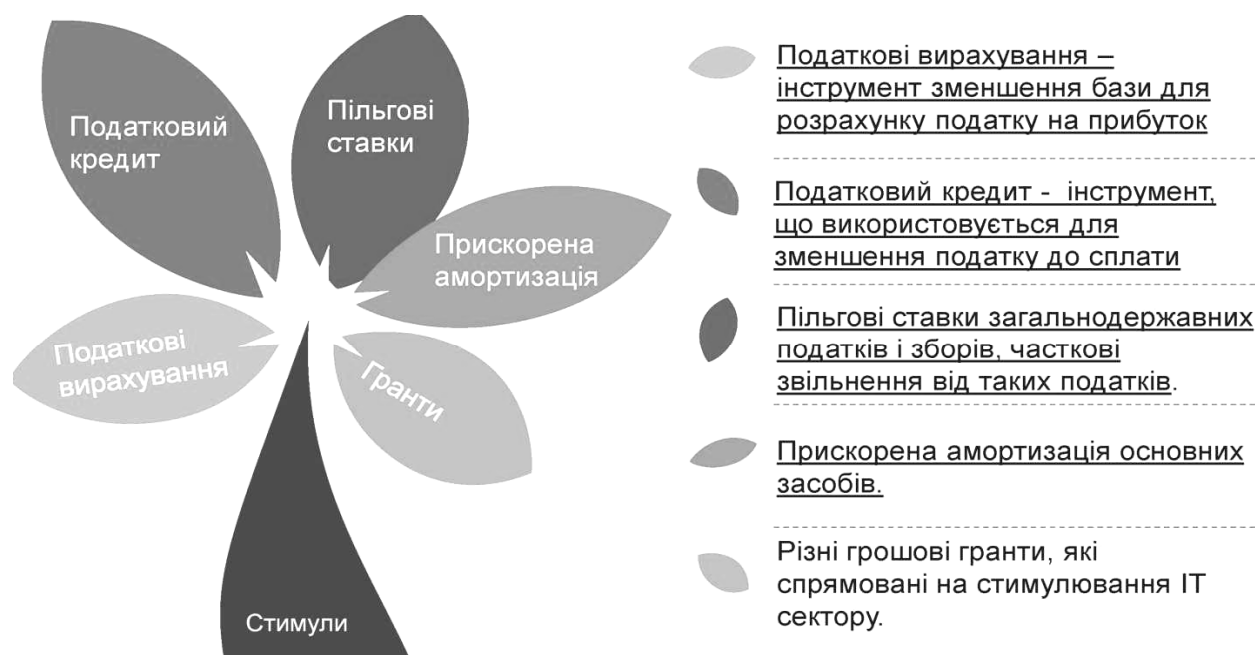 Податковий
кредит
Пільгові
ставки
Прискорена
амортизація
Податкові
вирахування
Гранти
Стимули
Податкові вирахування –
інструмент зменшення бази для
розрахунку податку на прибуток
Податковий кредит - інструмент,
що використовується для
зменшення податку до сплати
Пільгові ставки загальнодержавних
податків і зборів, часткові
звільнення від таких податків.
Прискорена амортизація основних
засобів.
Різні грошові гранти, які
спрямовані на стимулювання ІТ
сектору.